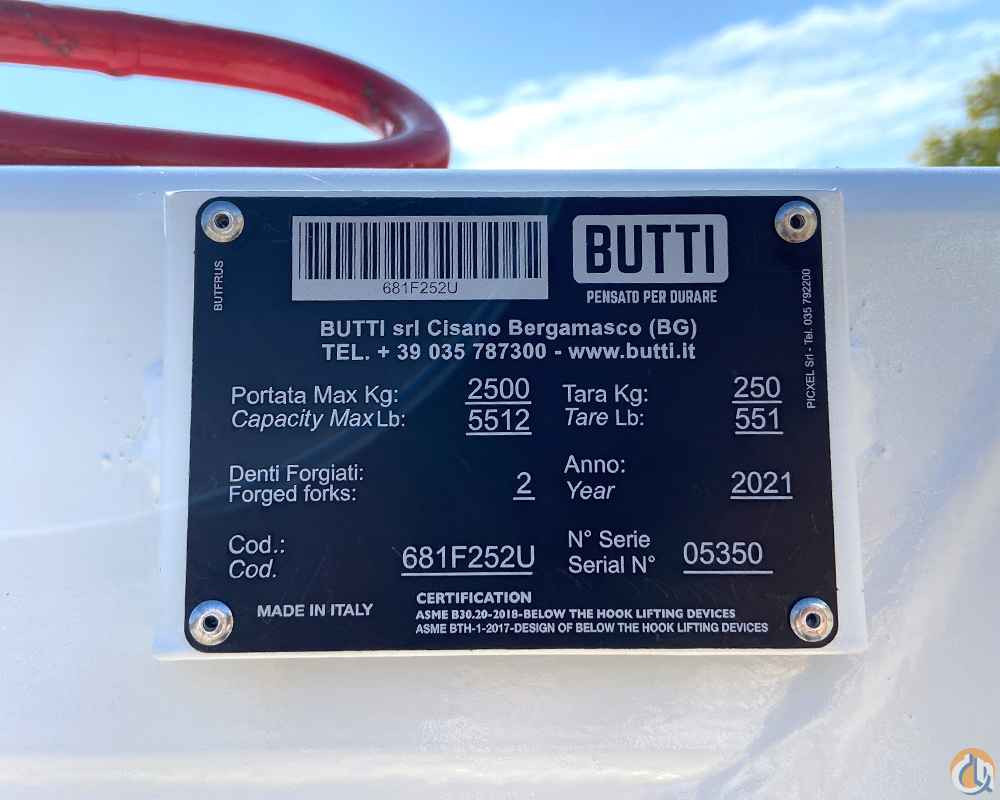 681F252U
BUTTI
PENSATO PER DURARE
BUTFRUS
PICXEL Srl - Tel. 035 792200
BUTTI srl Cisano Bergamasco (BG)
TEL. + 39 035 787300 - www.butti.it
Portata Max Kg: 2500 Tara Kg: 250
Capacity Max Lb: 5512 Tare Lb: 551
Denti Forgiati: Anno:
Forged forks: 2 Year 2021
Cod.: N° Serie
Cod. 681F252U Serial N° 05350
MADE IN ITALY
CERTIFICATION
ASME B30.20-2018-BELOW THE HOOK LIFTING DEVICES
ASME BTH-1-2017-DESIGN OF BELOW THE HOOK LIFTING DEVICES